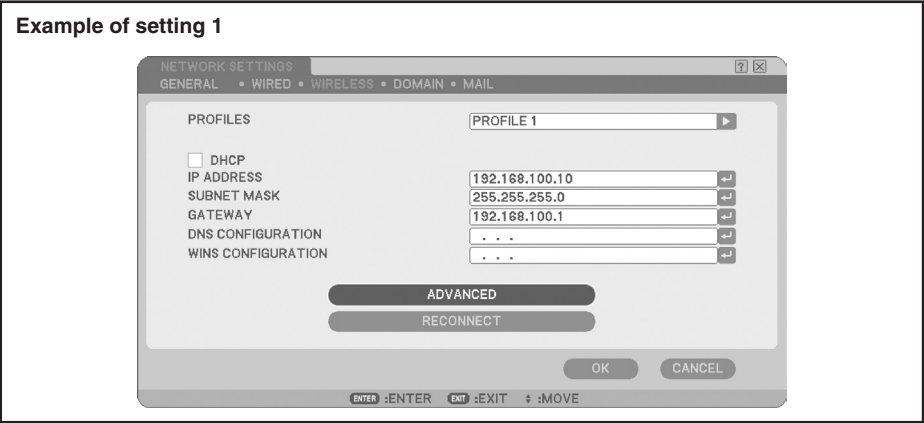 Example of setting 1
NETWORK SETTINGS
GENERAL • WIRED • WIRELESS • DOMAIN • MAIL
PROFILES PROFILE 1
DHCP
IP ADDRESS 192.168.100.10
SUBNET MASK 255.255.255.0
GATEWAY 192.168.100.1
DNS CONFIGURATION . . .
WINS CONFIGURATION . . .
ADVANCED
RECONNECT
OK CANCEL
ENTER :ENTER EXIT :EXIT :MOVE